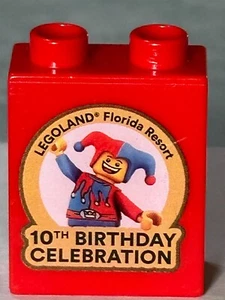 LEGOLAND® Florida Resort
10TH BIRTHDAY
CELEBRATION